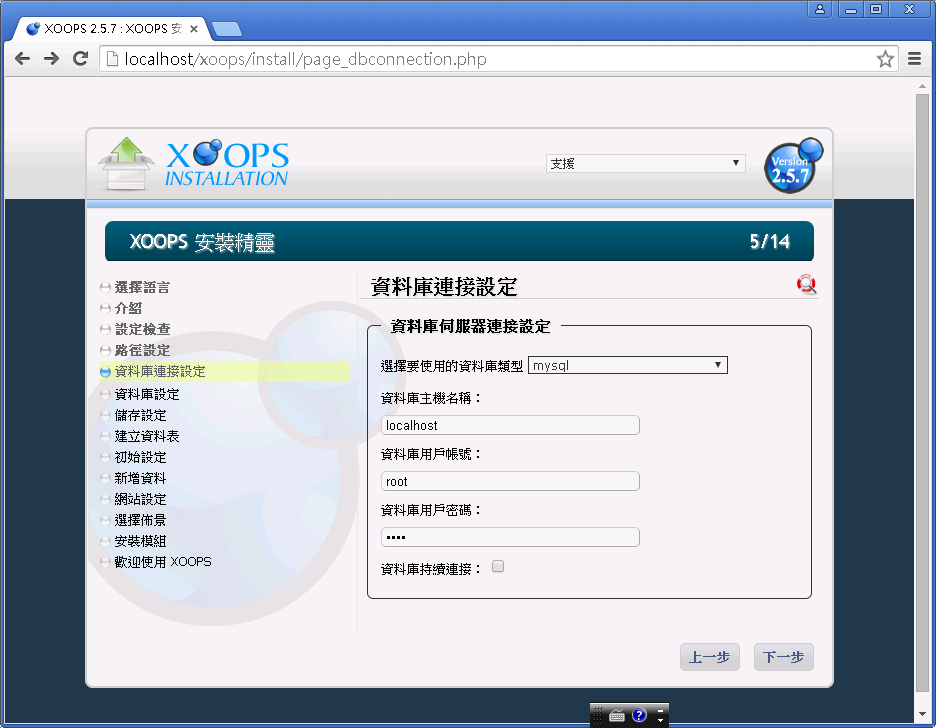 XOOPS 2.5.7 : XOOPS 安
localhost/xoops/install/page_dbconnection.php
XOOPS
INSTALLATION
支援
Version
2.5.7
XOOPS 安裝精靈
5/14
選擇語言
介紹
設定檢查
路徑設定
資料庫連接設定
資料庫設定
儲存設定
建立資料表
初始設定
新增資料
網站設定
選擇佈景
安裝模組
歡迎使用 XOOPS
資料庫連接設定
資料庫伺服器連接設定
選擇要使用的資料庫類型 mysql
資料庫主機名稱：
localhost
資料庫用戶帳號：
root
資料庫用戶密碼：
••••
資料庫持續連接：
上一步 下一步